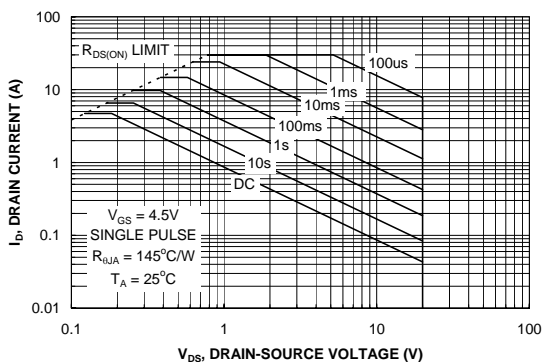 100
R_DS(ON) LIMIT
100us
10
1ms
10ms
100ms
1
1s
10s
DC
V_GS = 4.5V
SINGLE PULSE
R_θJA = 145°C/W
T_A = 25°C
0.1
0.01
0.1
1
10
100
I_D, DRAIN CURRENT (A)
V_DS, DRAIN-SOURCE VOLTAGE (V)